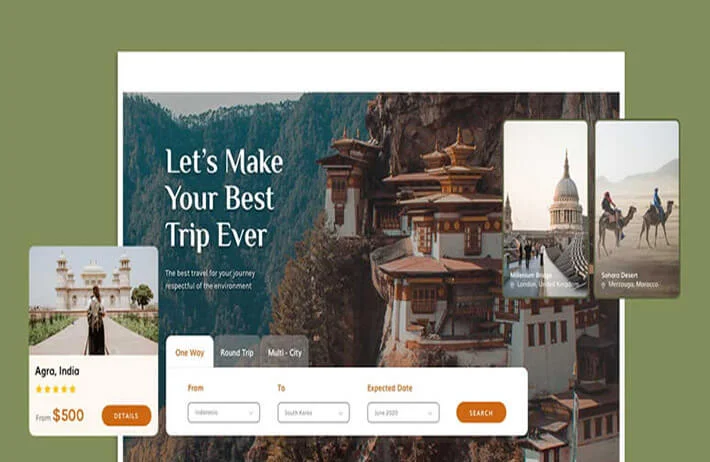 Let's Make
Your Best
Trip Ever
The best travel for your journey
respectful of the environment
Millenium Bridge
London, United Kingdom
Sahara Desert
Merzouga, Morocco
Agra, India
From $500
DETAILS
One Way
Round Trip
Multi - City
From
To
Expected Date
Indonesia
South Korea
June 2020
SEARCH